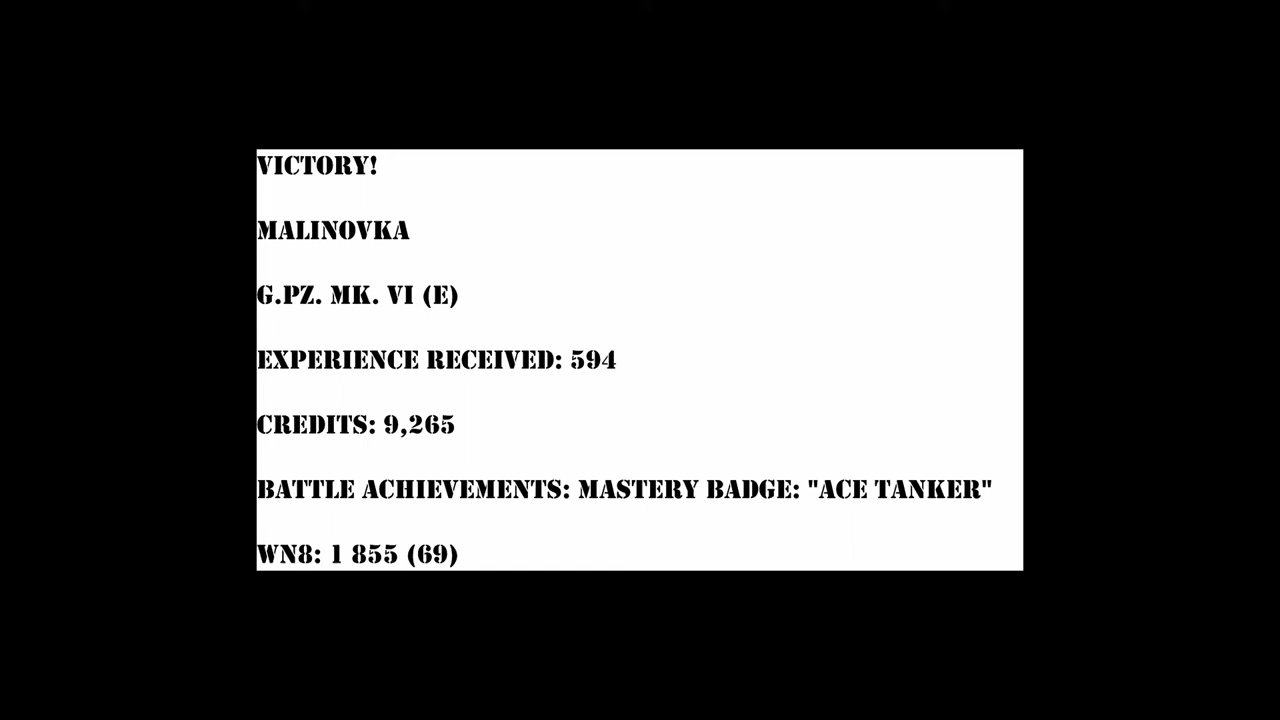 VICTORY!
MALINOVKA
G.PZ. MK. VI (E)
EXPERIENCE RECEIVED: 594
CREDITS: 9,265
BATTLE ACHIEVEMENTS: MASTERY BADGE: "ACE TANKER"
WN8: 1 855 (69)